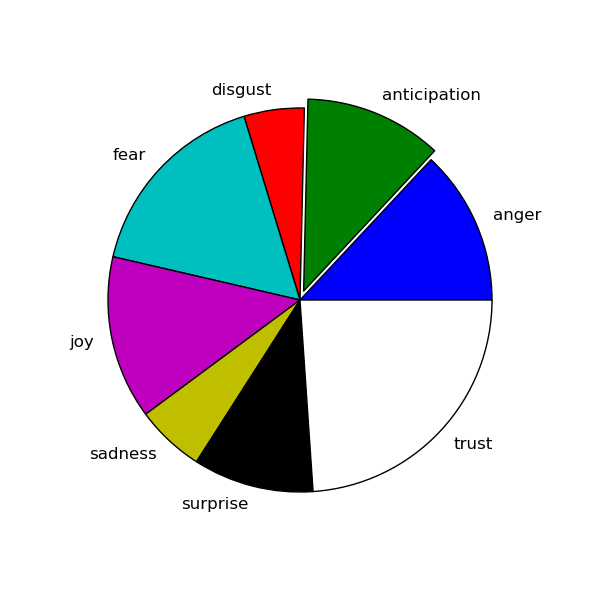 disgust
anticipation
fear
anger
joy
trust
sadness
surprise